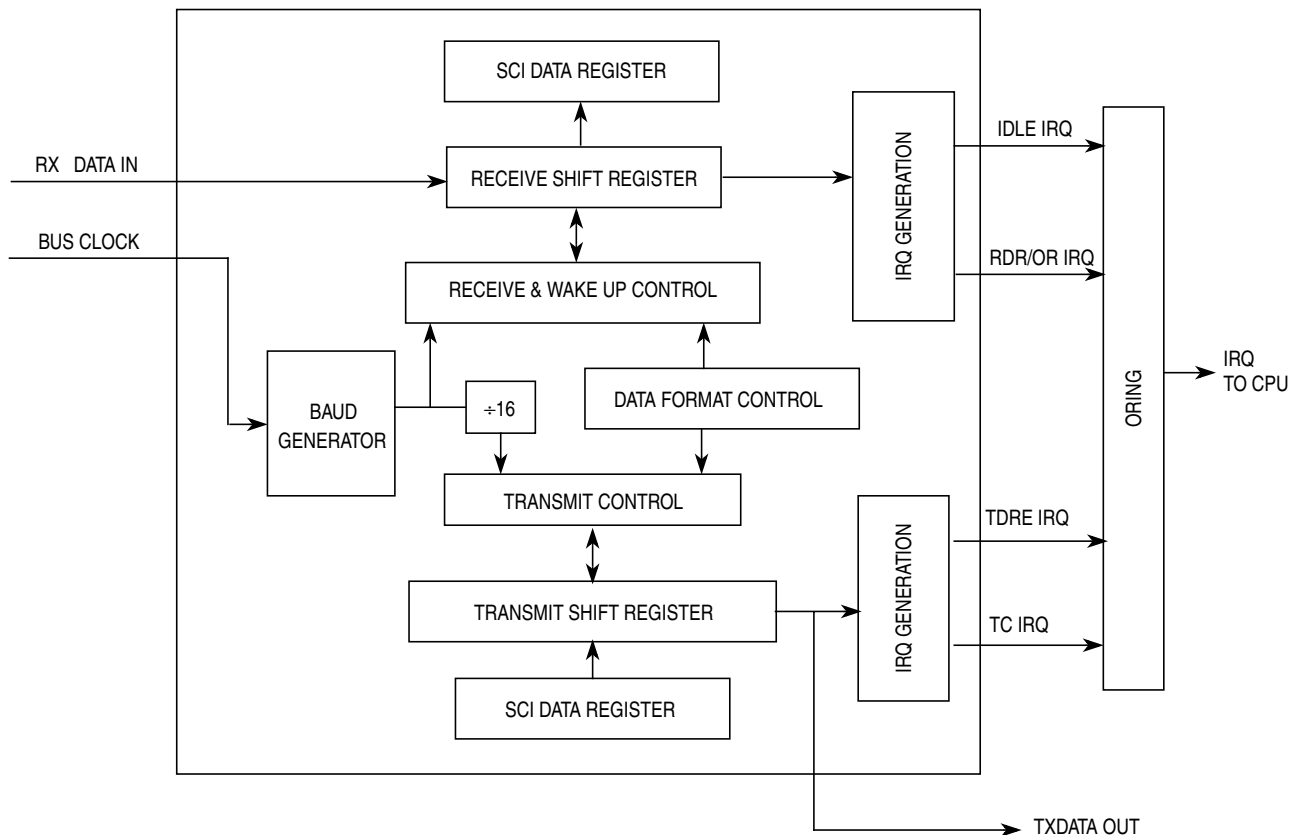 SCI DATA REGISTER
RX DATA IN
RECEIVE SHIFT REGISTER
IRQ GENERATION
IDLE IRQ
BUS CLOCK
RECEIVE & WAKE UP CONTROL
RDR/OR IRQ
BAUD
GENERATOR
÷16
DATA FORMAT CONTROL
ORING
IRQ
TO CPU
TRANSMIT CONTROL
TDRE IRQ
TRANSMIT SHIFT REGISTER
IRQ GENERATION
TC IRQ
SCI DATA REGISTER
TXDATA OUT